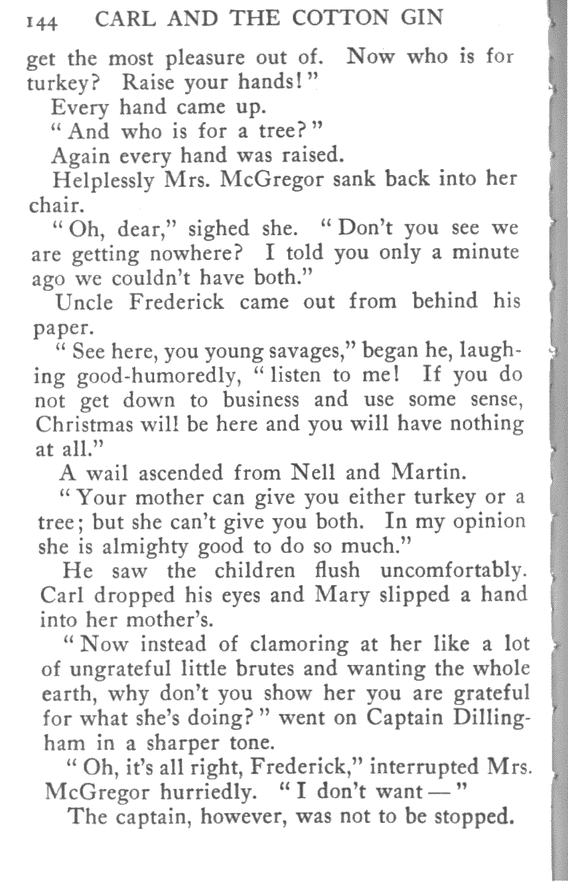 144 CARL AND THE COTTON GIN
get the most pleasure out of. Now who is for
turkey? Raise your hands!"
Every hand came up.
"And who is for a tree?"
Again every hand was raised.
Helplessly Mrs. McGregor sank back into her
chair.
"Oh, dear," sighed she. "Don't you see we
are getting nowhere? I told you only a minute
ago we couldn't have both."
Uncle Frederick came out from behind his
paper.
"See here, you young savages," began he, laugh-
ing good-humoredly, "listen to me! If you do
not get down to business and use some sense,
Christmas will be here and you will have nothing
at all."
A wail ascended from Nell and Martin.
"Your mother can give you either turkey or a
tree; but she can't give you both. In my opinion
she is almighty good to do so much."
He saw the children flush uncomfortably.
Carl dropped his eyes and Mary slipped a hand
into her mother's.
"Now instead of clamoring at her like a lot
of ungrateful little brutes and wanting the whole
earth, why don't you show her you are grateful
for what she's doing?" went on Captain Dilling-
ham in a sharper tone.
"Oh, it's all right, Frederick," interrupted Mrs.
McGregor hurriedly. "I don't want—"
The captain, however, was not to be stopped.